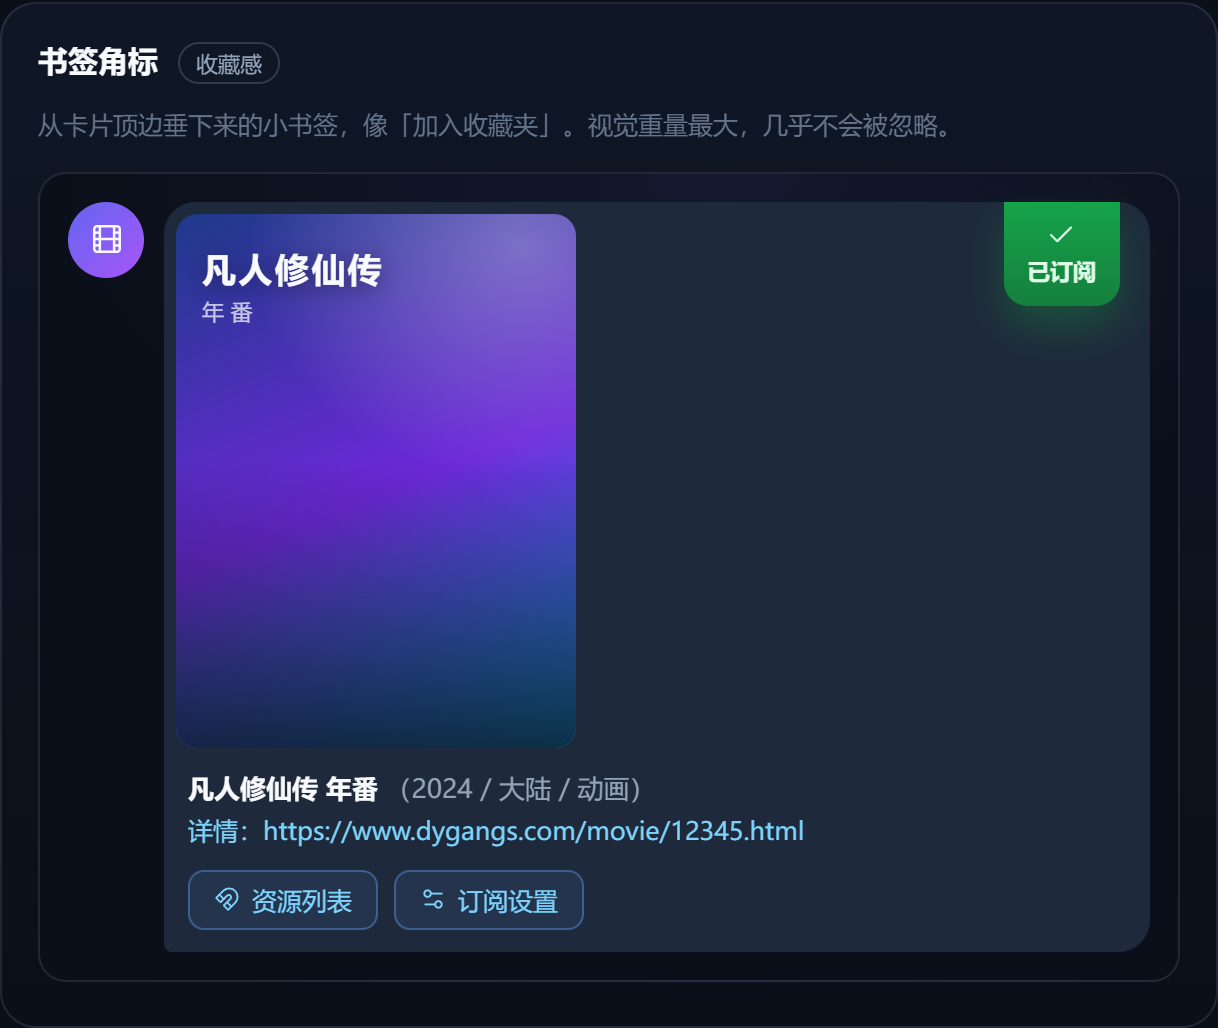 书签角标 收藏感
从卡片顶边垂下来的小书签，像「加入收藏夹」。视觉重量最大，几乎不会被忽略。
凡人修仙传
年 番
已订阅
凡人修仙传 年番 （2024 / 大陆 / 动画）
详情：https://www.dygangs.com/movie/12345.html
资源列表 订阅设置